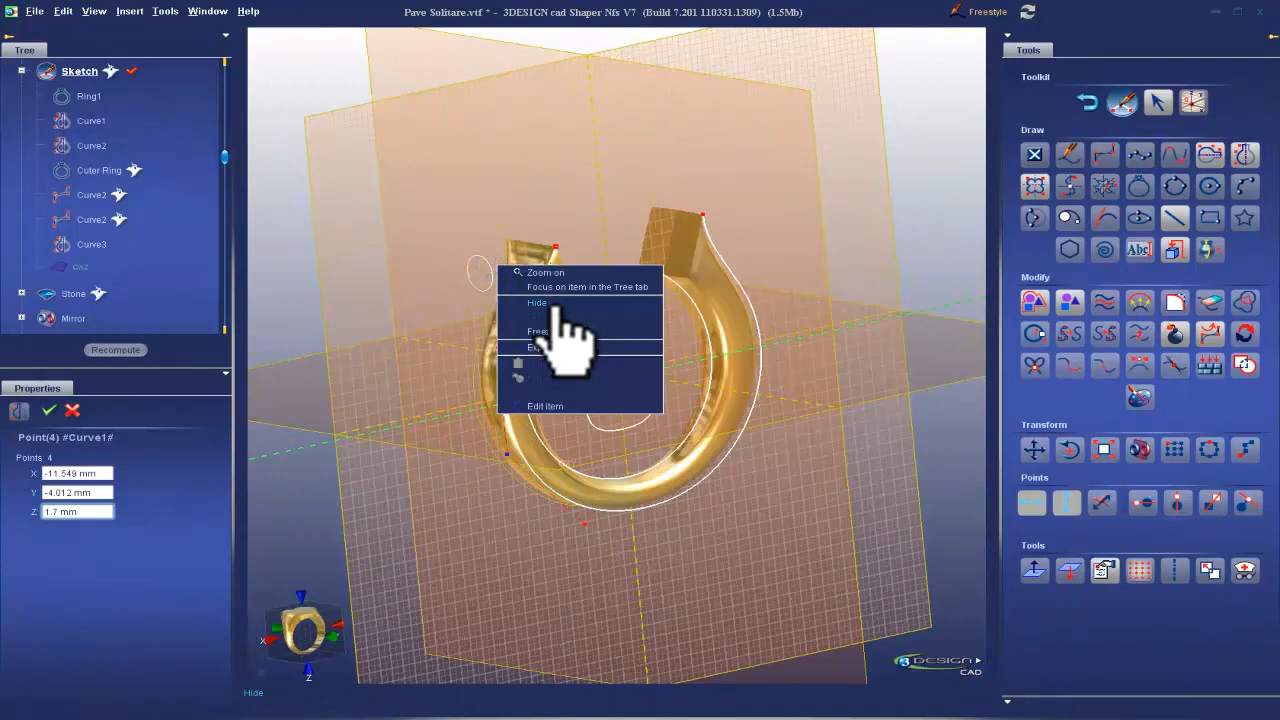 File Edit View Insert Tools Window Help
Pave Solitare.vtf * - 3DESIGN cad Shaper Nfs V7 (Build 7.201 110331.1309) (1.5Mb)
Freestyle
Tree
Sketch
Ring1
Curve1
Curve2
Outer Ring
Curve2
Curve2
Curve3
Stone
Mirror
Recompute
Properties
Point(4) #Curve1#
Points 4
X -11.549 mm
Y -4.012 mm
Z 1.7 mm
Zoom on
Focus on item in the Tree tab
Hide
Edit item
X
Z
3DESIGN
CAD
Hide
Tools
Toolkit
Draw
Abc
Modify
Transform
Points
Tools